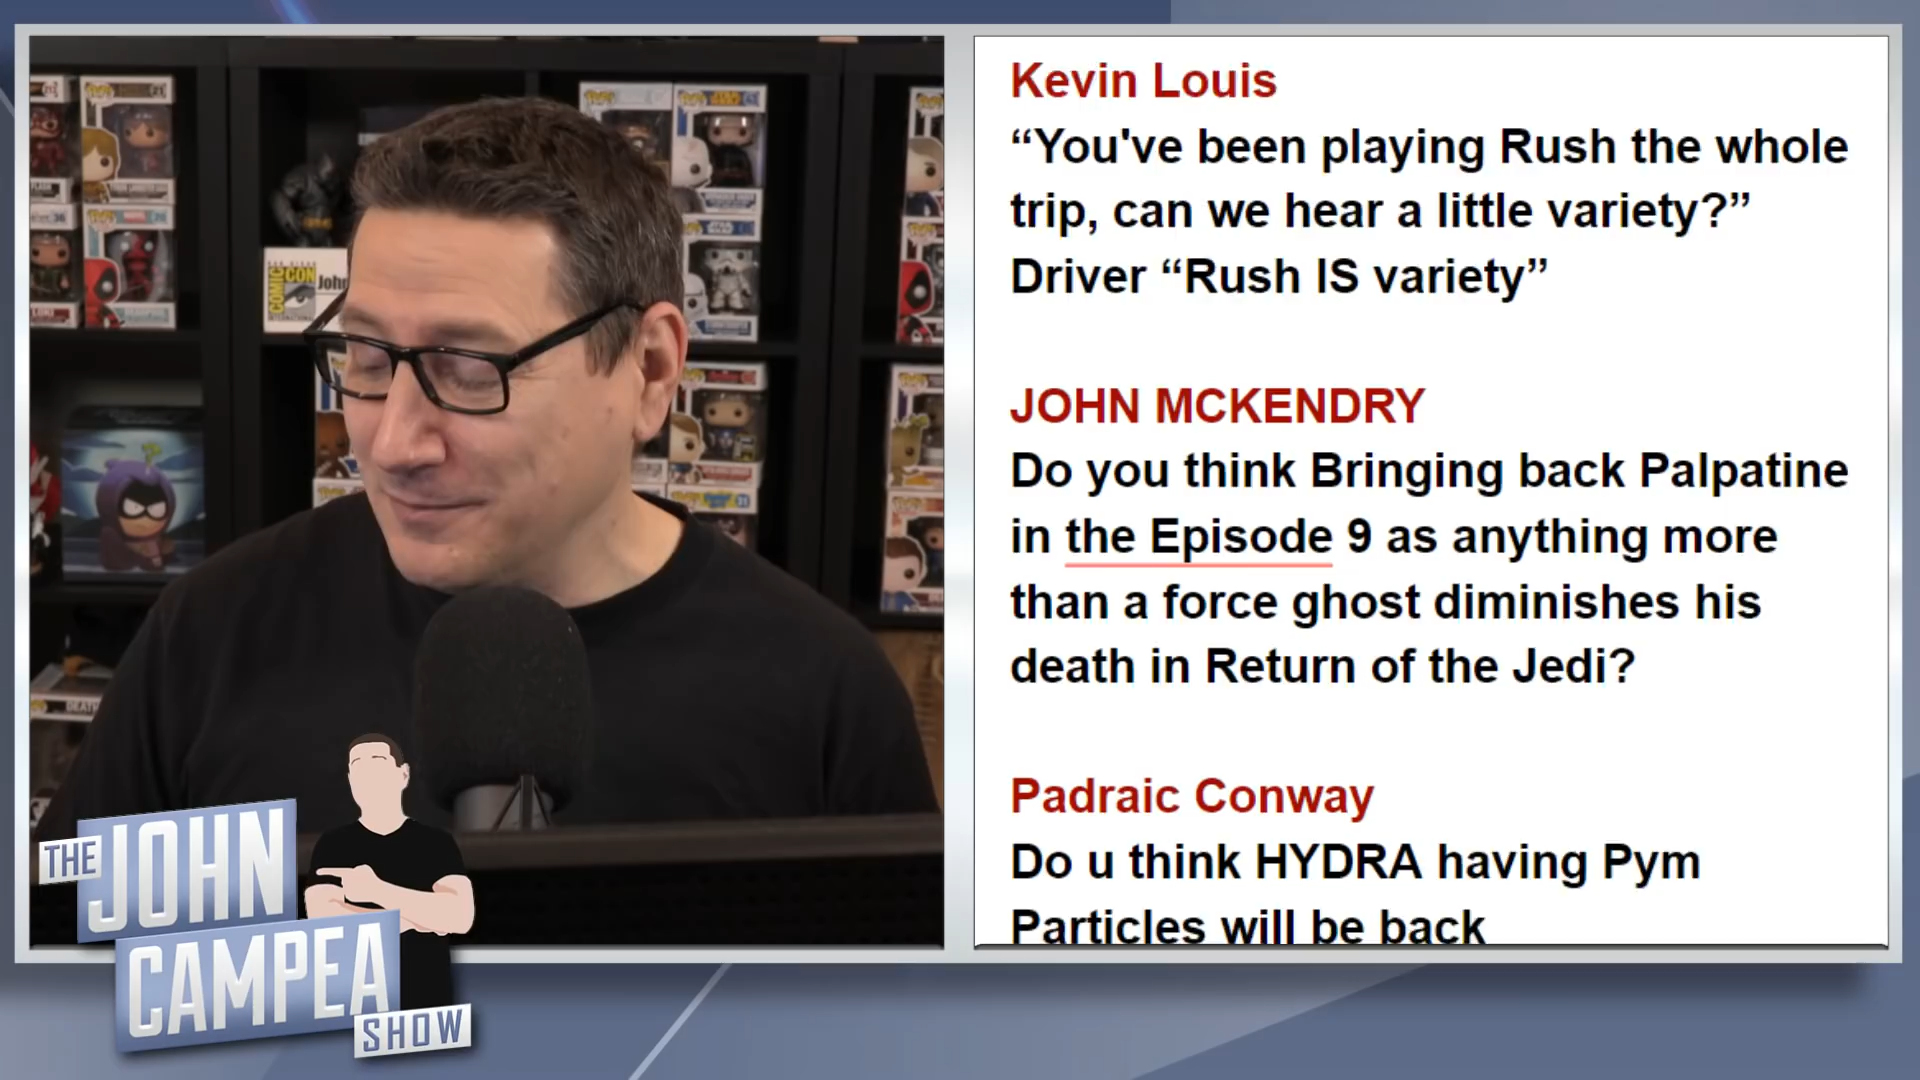 Kevin Louis
“You've been playing Rush the whole
trip, can we hear a little variety?”
Driver “Rush IS variety”
JOHN MCKENDRY
Do you think Bringing back Palpatine
in the Episode 9 as anything more
than a force ghost diminishes his
death in Return of the Jedi?
Padraic Conway
Do u think HYDRA having Pym
Particles will be back
COMIC CON
John
THE
JOHN
CAMPEA
SHOW